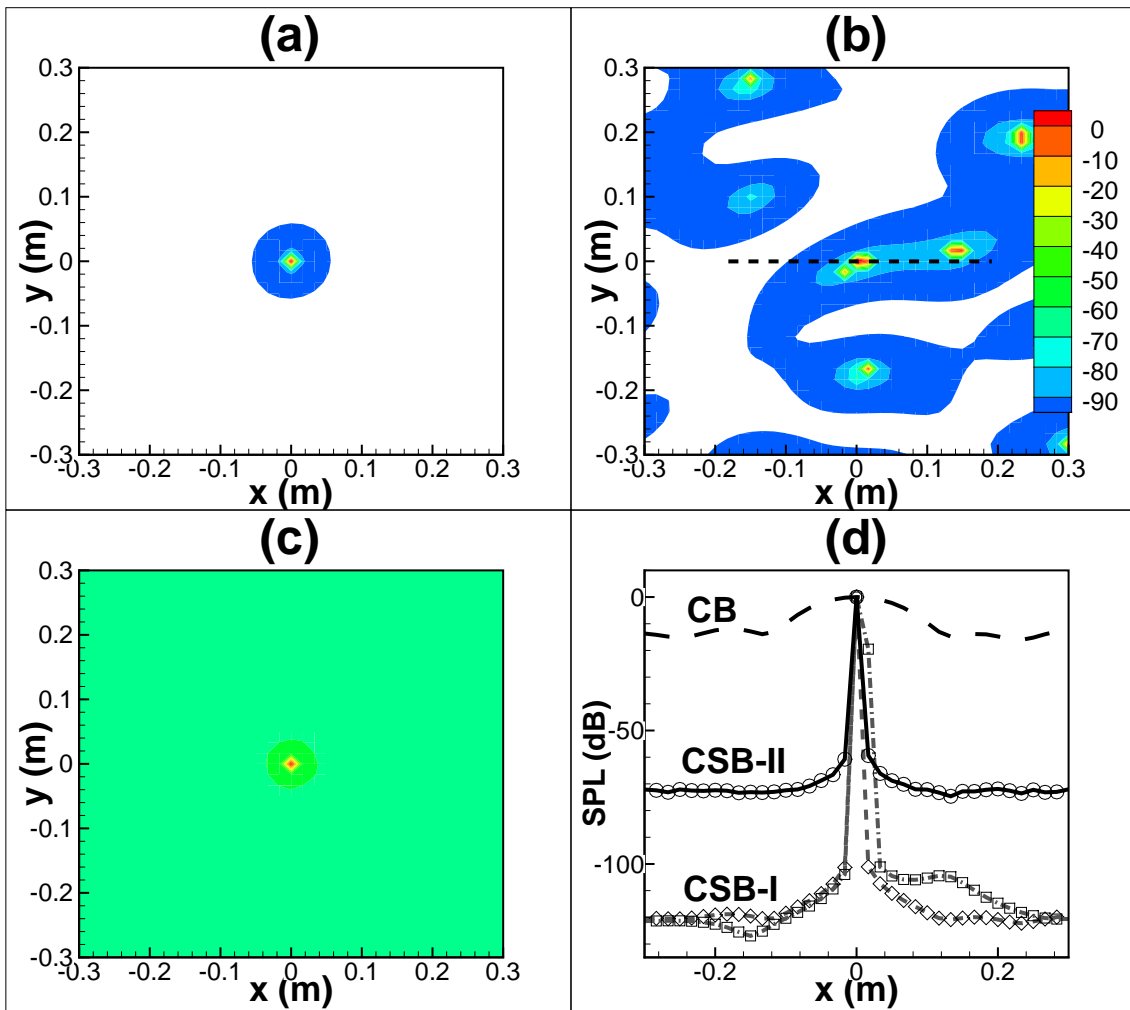 (a)
y (m)
0.3
0.2
0.1
0
-0.1
-0.2
-0.3
-0.3 -0.2 -0.1 0 0.1 0.2 0.3
x (m)
(b)
y (m)
0.3
0.2
0.1
0
-0.1
-0.2
-0.3
-0.3 -0.2 -0.1 0 0.1 0.2 0.3
x (m)
0
-10
-20
-30
-40
-50
-60
-70
-80
-90
(c)
y (m)
0.3
0.2
0.1
0
-0.1
-0.2
-0.3
-0.3 -0.2 -0.1 0 0.1 0.2 0.3
x (m)
(d)
SPL (dB)
0
-50
-100
CB
CSB-II
CSB-I
-0.2 0 0.2
x (m)